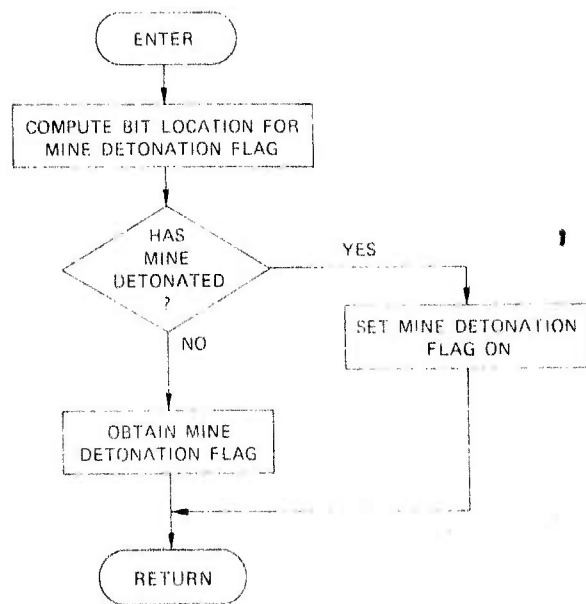 ENTER
COMPUTE BIT LOCATION FOR
MINE DETONATION FLAG
HAS
MINE
DETONATED
?
YES
NO
SET MINE DETONATION
FLAG ON
OBTAIN MINE
DETONATION FLAG
RETURN